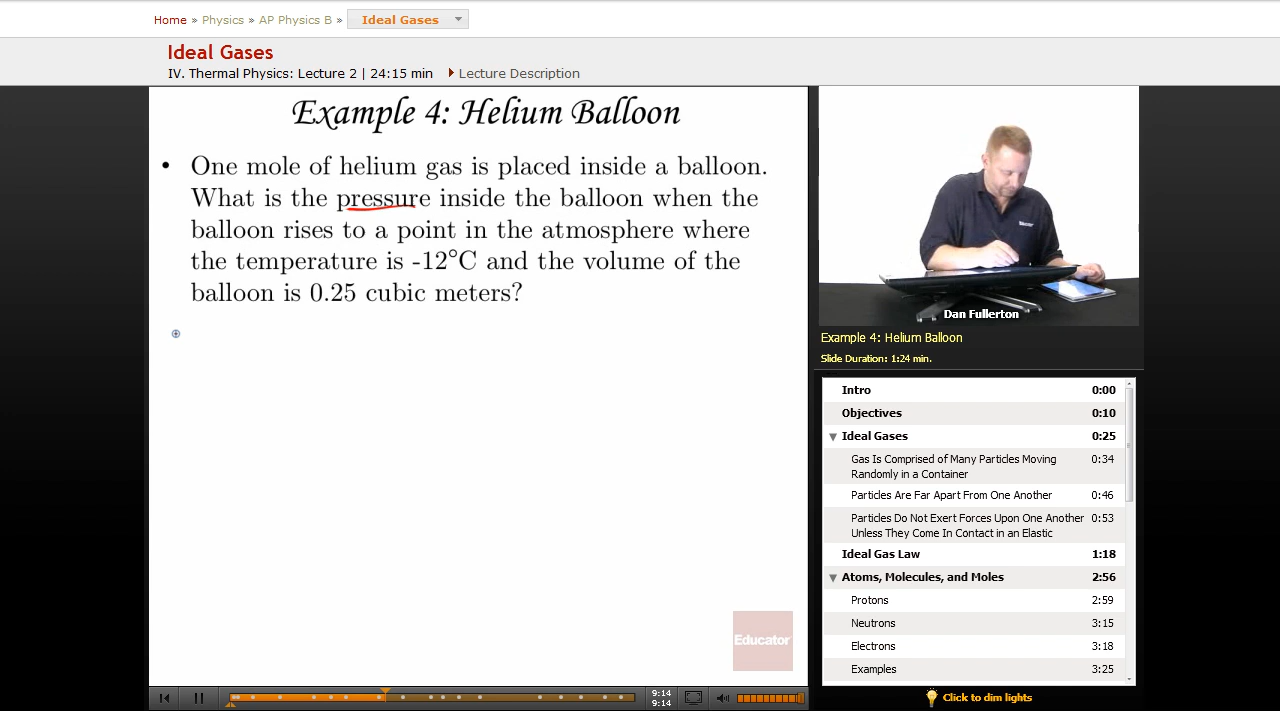 Home » Physics » AP Physics B » Ideal Gases
Ideal Gases
IV. Thermal Physics: Lecture 2 | 24:15 min Lecture Description
Example 4: Helium Balloon
• One mole of helium gas is placed inside a balloon.
What is the pressure inside the balloon when the
balloon rises to a point in the atmosphere where
the temperature is -12°C and the volume of the
balloon is 0.25 cubic meters?
Educator
9:14
9:14
Dan Fullerton
Example 4: Helium Balloon
Slide Duration: 1:24 min.
Intro 0:00
Objectives 0:10
Ideal Gases 0:25
Gas Is Comprised of Many Particles Moving 0:34
Randomly in a Container
Particles Are Far Apart From One Another 0:46
Particles Do Not Exert Forces Upon One Another 0:53
Unless They Come In Contact in an Elastic
Ideal Gas Law 1:18
Atoms, Molecules, and Moles 2:56
Protons 2:59
Neutrons 3:15
Electrons 3:18
Examples 3:25
Click to dim lights